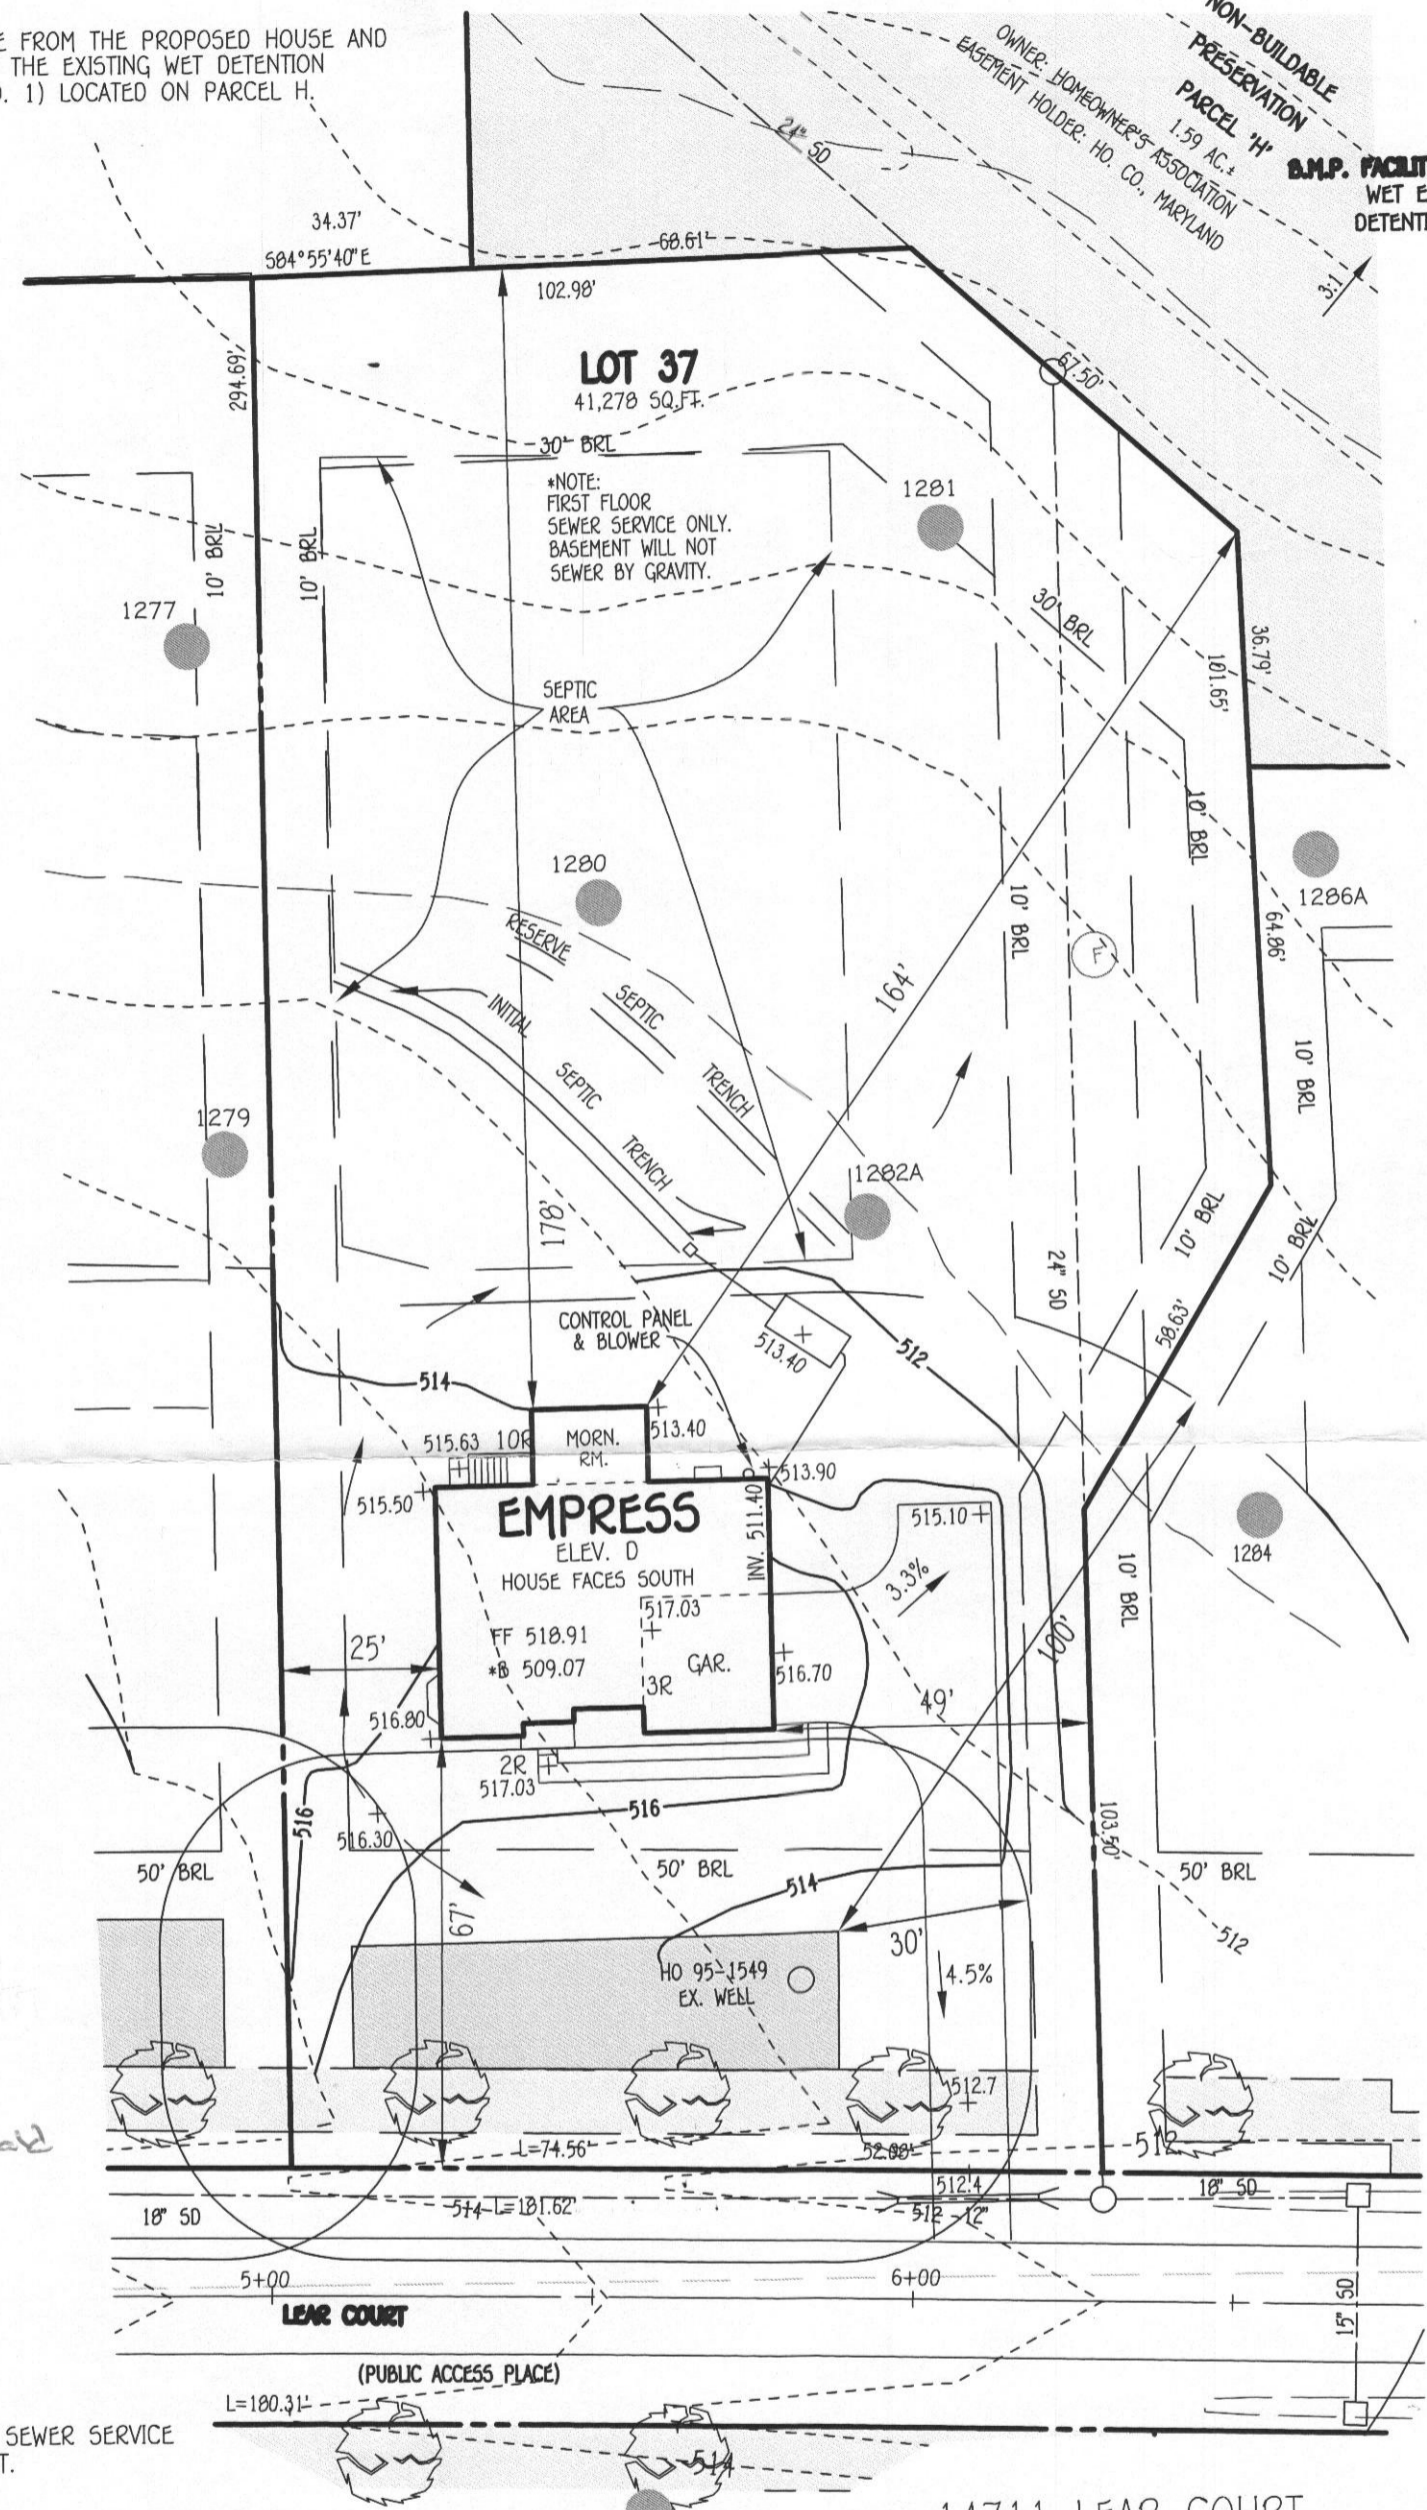 FROM THE PROPOSED HOUSE AND
THE EXISTING WET DETENTION
1) LOCATED ON PARCEL H.
NON-BUILDABLE
PRESERVATION
PARCEL 'H'
1.59 AC.±
OWNER: HOMEOWNER'S ASSOCIATION
EASEMENT HOLDER: HO. CO., MARYLAND
B.M.P.
WET
24" SD
3:1
34.37'
S84°55'40"E
68.61'
102.98'
294.69'
67.50'
LOT 37
41,278 SQ.FT.
30' BRL
*NOTE:
FIRST FLOOR
SEWER SERVICE ONLY.
BASEMENT WILL NOT
SEWER BY GRAVITY.
1281
10' BRL
10' BRL
1277
30' BRL
36.79'
101.65'
SEPTIC
AREA
10' BRL
1280
1286A
10' BRL
64.86'
RESERVE
SEPTIC
TRENCH
164'
INITIAL
SEPTIC
TRENCH
10' BRL
1279
1282A
178'
10' BRL
10' BRL
24" SD
58.63'
CONTROL PANEL
& BLOWER
513.40
512
514
513.40
515.63 10R
MORN.
RM.
513.90
515.50
EMPRESS
ELEV. D
HOUSE FACES SOUTH
INV. 511.40
515.10
1284
3.3%
10' BRL
517.03
FF 518.91
*B 509.07
GAR.
3R
25'
516.70
100'
49'
516.80
2R
517.03
516
516
516.30
103.50'
50' BRL
50' BRL
50' BRL
514
67'
30'
512
HO 95-1549
EX. WELL
4.5%
512.7
L=74.56'
52.88'
512
512.4
18" SD
18" SD
514
L=181.62'
512
12"
5+00
6+00
15" SD
LEAR COURT
(PUBLIC ACCESS PLACE)
L=180.31'
SEWER SERVICE
514
14711 LEAR COURT